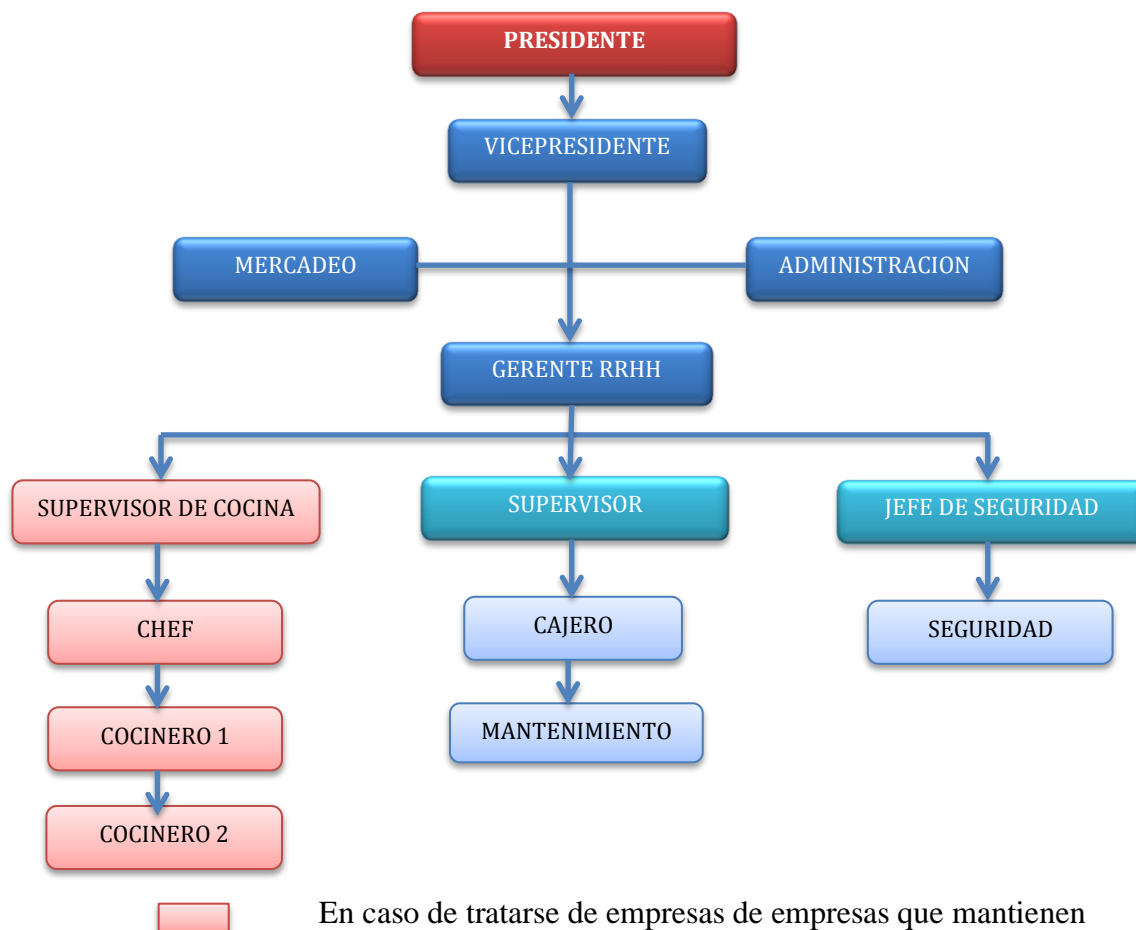 PRESIDENTE
VICEPRESIDENTE
MERCADEO
ADMINISTRACION
GERENTE RRHH
SUPERVISOR DE COCINA
SUPERVISOR
JEFE DE SEGURIDAD
CHEF
CAJERO
SEGURIDAD
COCINERO 1
MANTENIMIENTO
COCINERO 2
En caso de tratarse de empresas de empresas que mantienen